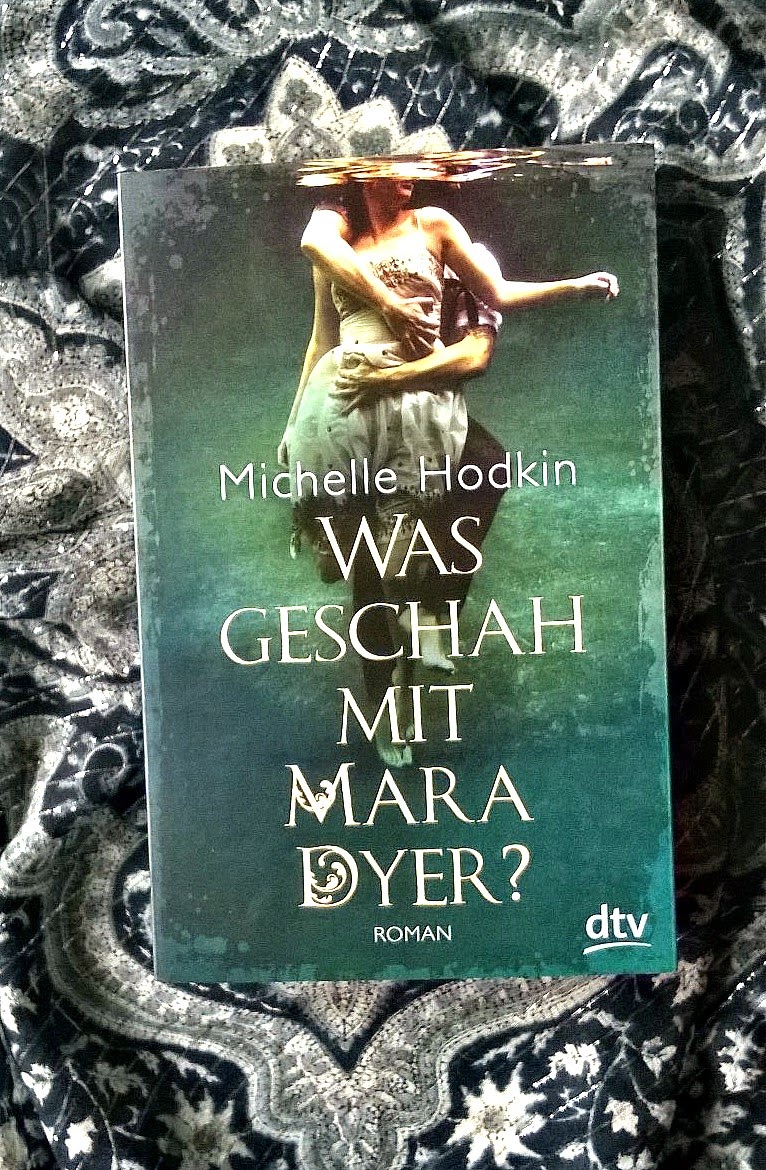 Michelle Hodkin
WAS
GESCHAH
MIT
MARA
DYER?
ROMAN
dtv